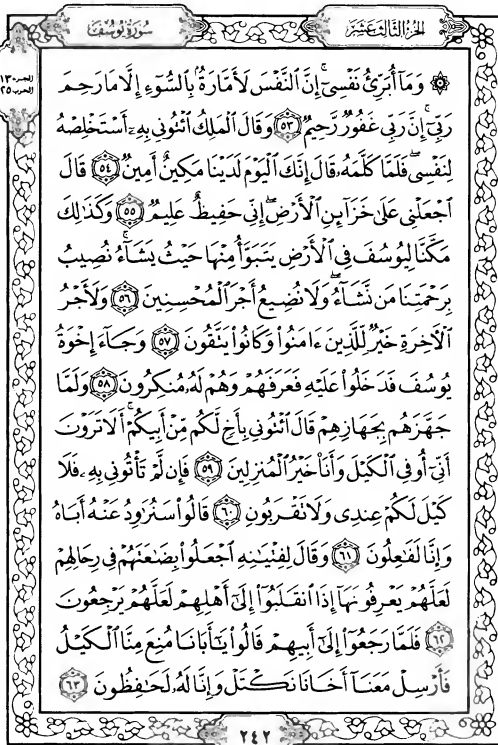 الجزء الثالث عشر
سورة يوسف
الجزء ١٣
الحزب ٢٥
۞ وَمَآ أُبَرِّئُ نَفْسِىٓ ۚ إِنَّ ٱلنَّفْسَ لَأَمَّارَةٌۢ بِٱلسُّوٓءِ إِلَّا مَا رَحِمَ
رَبِّىٓ ۚ إِنَّ رَبِّى غَفُورٌ رَّحِيمٌ ٥٣ وَقَالَ ٱلْمَلِكُ ٱئْتُونِى بِهِۦٓ أَسْتَخْلِصْهُ
لِنَفْسِى ۖ فَلَمَّا كَلَّمَهُۥ قَالَ إِنَّكَ ٱلْيَوْمَ لَدَيْنَا مَكِينٌ أَمِينٌ ٥٤ قَالَ
ٱجْعَلْنِى عَلَىٰ خَزَآئِنِ ٱلْأَرْضِ ۖ إِنِّى حَفِيظٌ عَلِيمٌ ٥٥ وَكَذَٰلِكَ
مَكَّنَّا لِيُوسُفَ فِى ٱلْأَرْضِ يَتَبَوَّأُ مِنْهَا حَيْثُ يَشَآءُ ۚ نُصِيبُ
بِرَحْمَتِنَا مَن نَّشَآءُ ۖ وَلَا نُضِيعُ أَجْرَ ٱلْمُحْسِنِينَ ٥٦ وَلَأَجْرُ
ٱلْءَاخِرَةِ خَيْرٌ لِّلَّذِينَ ءَامَنُوا۟ وَكَانُوا۟ يَتَّقُونَ ٥٧ وَجَآءَ إِخْوَةُ
يُوسُفَ فَدَخَلُوا۟ عَلَيْهِ فَعَرَفَهُمْ وَهُمْ لَهُۥ مُنكِرُونَ ٥٨ وَلَمَّا
جَهَّزَهُم بِجَهَازِهِمْ قَالَ ٱئْتُونِى بِأَخٍ لَّكُم مِّنْ أَبِيكُمْ ۚ أَلَا تَرَوْنَ
أَنِّىٓ أُوفِى ٱلْكَيْلَ وَأَنَا۠ خَيْرُ ٱلْمُنزِلِينَ ٥٩ فَإِن لَّمْ تَأْتُونِى بِهِۦ فَلَا
كَيْلَ لَكُمْ عِندِى وَلَا تَقْرَبُونِ ٦٠ قَالُوا۟ سَنُرَٰوِدُ عَنْهُ أَبَاهُ
وَإِنَّا لَفَٰعِلُونَ ٦١ وَقَالَ لِفِتْيَٰنِهِ ٱجْعَلُوا۟ بِضَٰعَتَهُمْ فِى رِحَالِهِمْ
لَعَلَّهُمْ يَعْرِفُونَهَآ إِذَا ٱنقَلَبُوٓا۟ إِلَىٰٓ أَهْلِهِمْ لَعَلَّهُمْ يَرْجِعُونَ
٦٢ فَلَمَّا رَجَعُوٓا۟ إِلَىٰٓ أَبِيهِمْ قَالُوا۟ يَٰٓأَبَانَا مُنِعَ مِنَّا ٱلْكَيْلُ
فَأَرْسِلْ مَعَنَآ أَخَانَا نَكْتَلْ وَإِنَّا لَهُۥ لَحَٰفِظُونَ ٦٣
٢٤٢